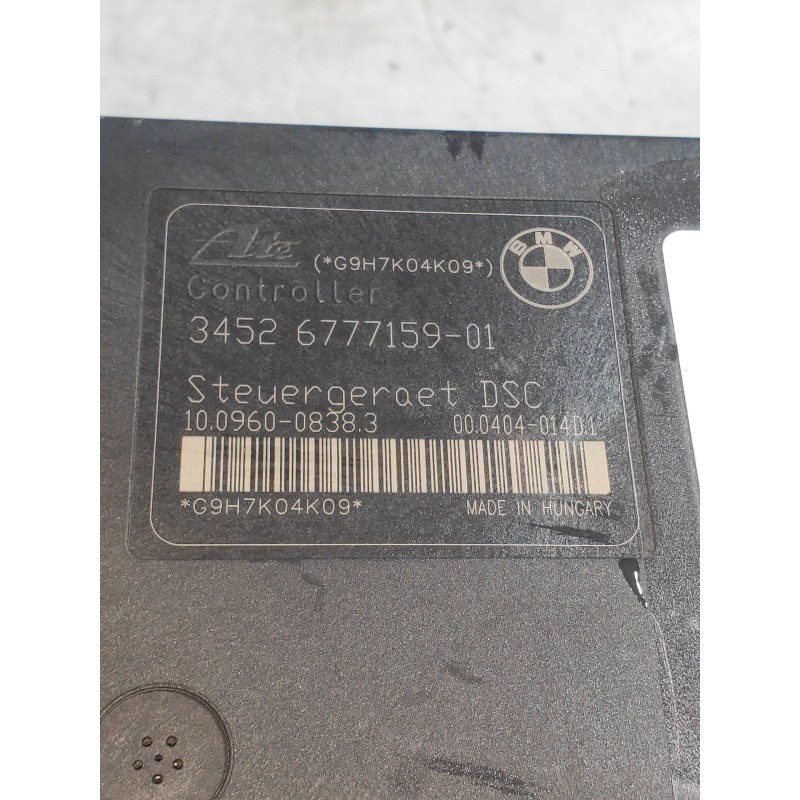 Ate (*G9H7K04K09*) BMW
Controller
3452 6777159-01
Steuergeraet DSC
10.0960-0838.3 00.0404-014D.1
*G9H7K04K09* MADE IN HUNGARY